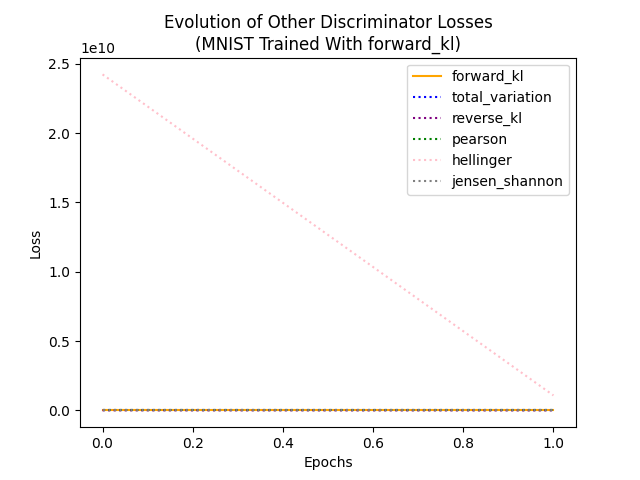 Evolution of Other Discriminator Losses
(MNIST Trained With forward_kl)
1e10
2.5
2.0
1.5
1.0
0.5
0.0
Loss
forward_kl
total_variation
reverse_kl
pearson
hellinger
jensen_shannon
0.0 0.2 0.4 0.6 0.8 1.0
Epochs